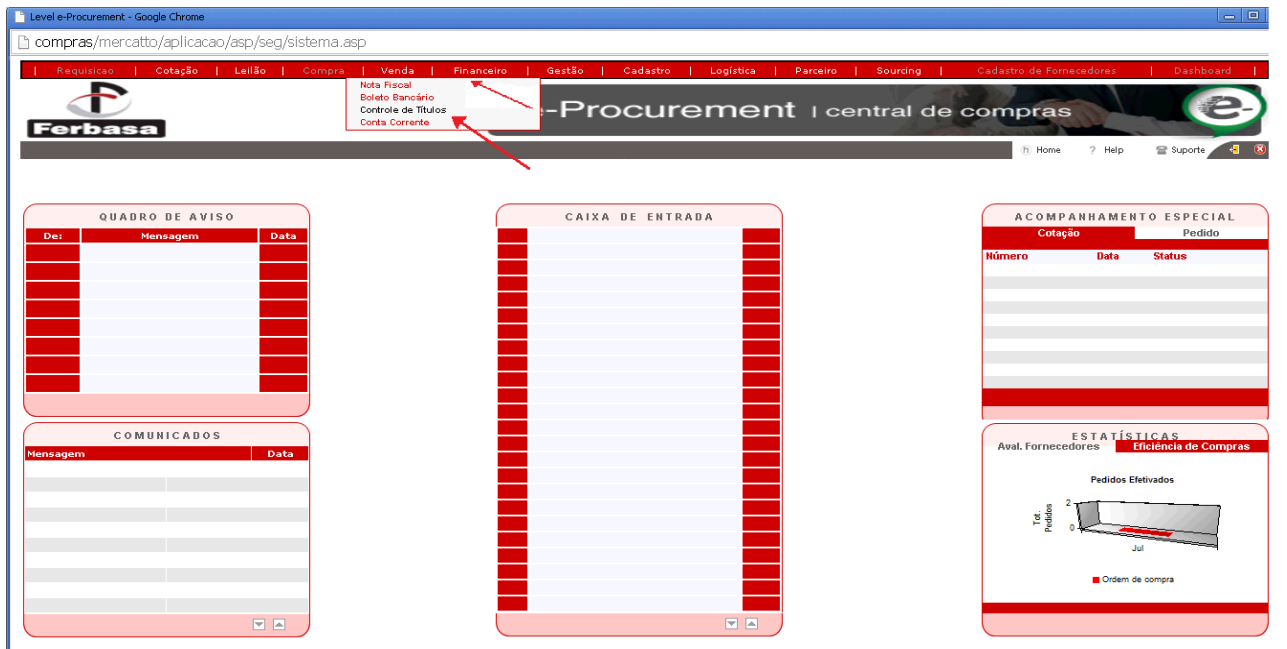 Level e-Procurement - Google Chrome
compras/mercatto/aplicacao/asp/seg/sistema.asp
| Requisicao | Cotação | Leilão | Compra | Venda | Financeiro | Gestão | Cadastro | Logística | Parceiro | Sourcing | Cadastro de Fornecedores | Dashboard |
Nota Fiscal
Boleto Bancário
Controle de Títulos
Conta Corrente
Ferbasa
e-Procurement | central de compras
e-
h Home ? Help Suporte
QUADRO DE AVISO
De: Mensagem Data
COMUNICADOS
Mensagem Data
CAIXA DE ENTRADA
ACOMPANHAMENTO ESPECIAL
Cotação Pedido
Número Data Status
ESTATÍSTICAS
Aval. Fornecedores Eficiência de Compras
Pedidos Efetivados
Tot. Pedidos
2
0
Jul
Ordem de compra